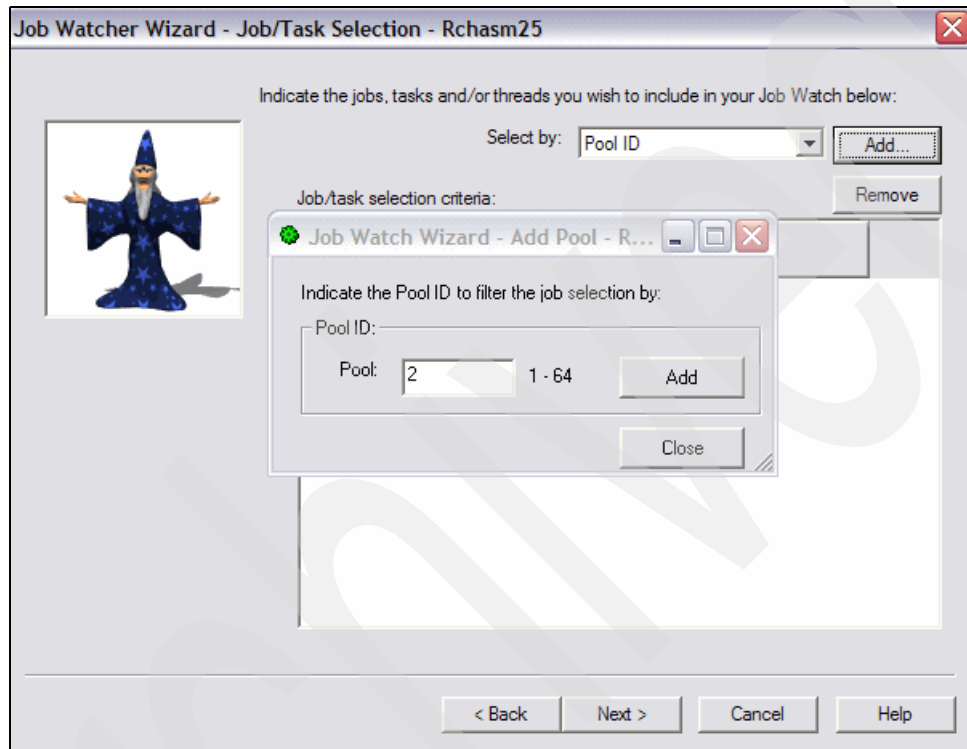 Job Watcher Wizard - Job/Task Selection - Rchasm25
Indicate the jobs, tasks and/or threads you wish to include in your Job Watch below:
Select by: Pool ID Add...
Job/task selection criteria: Remove
Job Watch Wizard - Add Pool - R...
Indicate the Pool ID to filter the job selection by:
Pool ID:
Pool: 2 1 - 64 Add
Close
< Back Next > Cancel Help